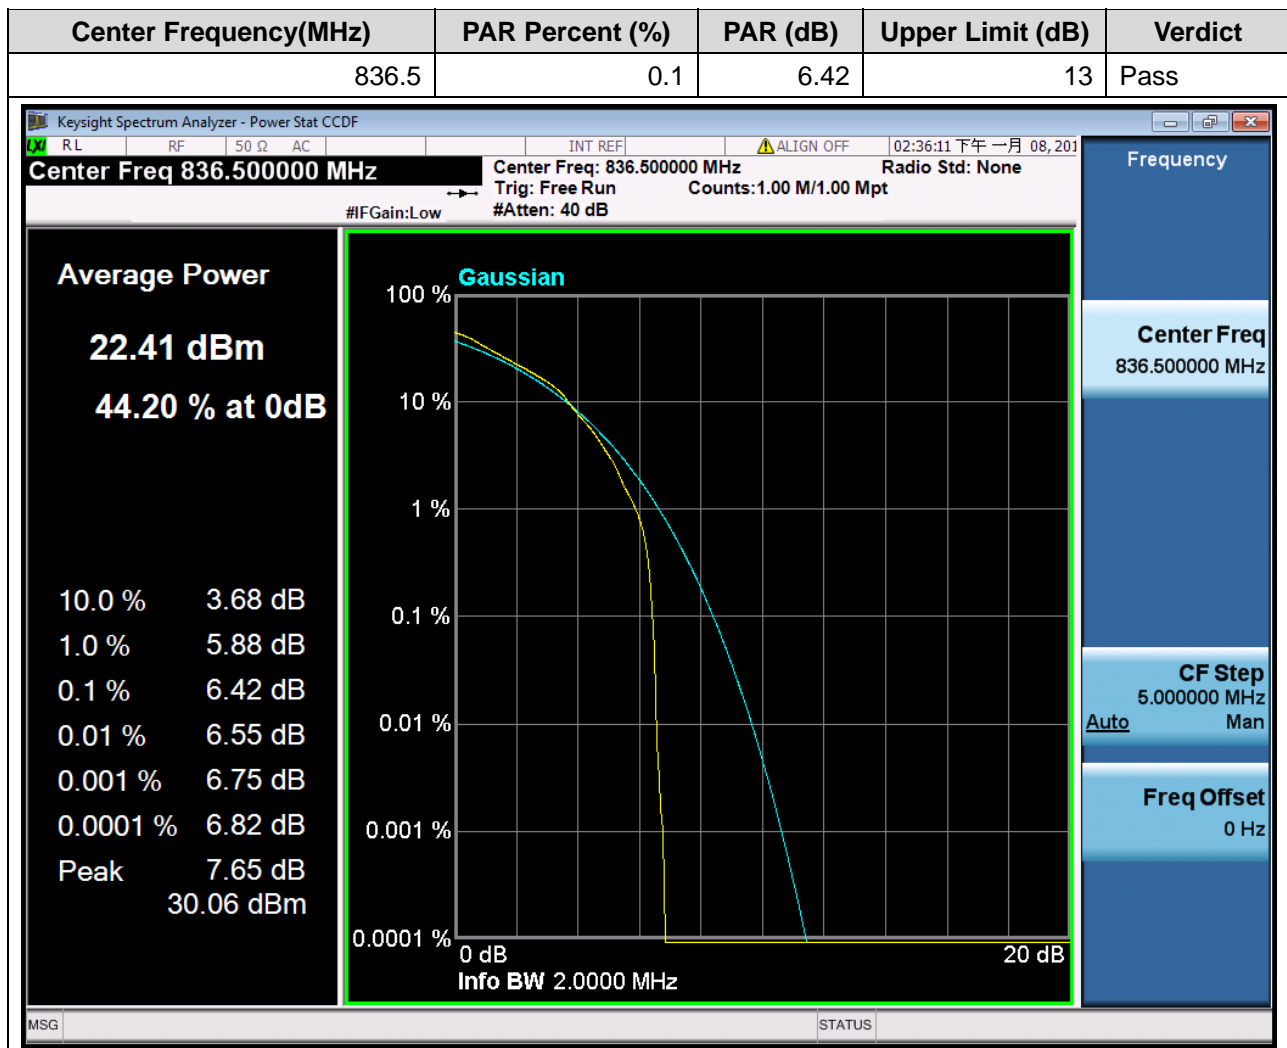 Center Frequency(MHz) PAR Percent (%) PAR (dB) Upper Limit (dB) Verdict
836.5 0.1 6.42 13 Pass
Keysight Spectrum Analyzer - Power Stat CCDF
LXI RL RF 50 Ω AC INT REF ALIGN OFF 02:36:11 下午 一月 08, 201
Center Freq 836.500000 MHz
Center Freq: 836.500000 MHz Radio Std: None
Trig: Free Run Counts:1.00 M/1.00 Mpt
#IFGain:Low #Atten: 40 dB
Average Power
22.41 dBm
44.20 % at 0dB
10.0 % 3.68 dB
1.0 % 5.88 dB
0.1 % 6.42 dB
0.01 % 6.55 dB
0.001 % 6.75 dB
0.0001 % 6.82 dB
Peak 7.65 dB
30.06 dBm
Gaussian
100 %
10 %
1 %
0.1 %
0.01 %
0.001 %
0.0001 %
0 dB 20 dB
Info BW 2.0000 MHz
Frequency
Center Freq
836.500000 MHz
CF Step
5.000000 MHz
Auto Man
Freq Offset
0 Hz
MSG STATUS